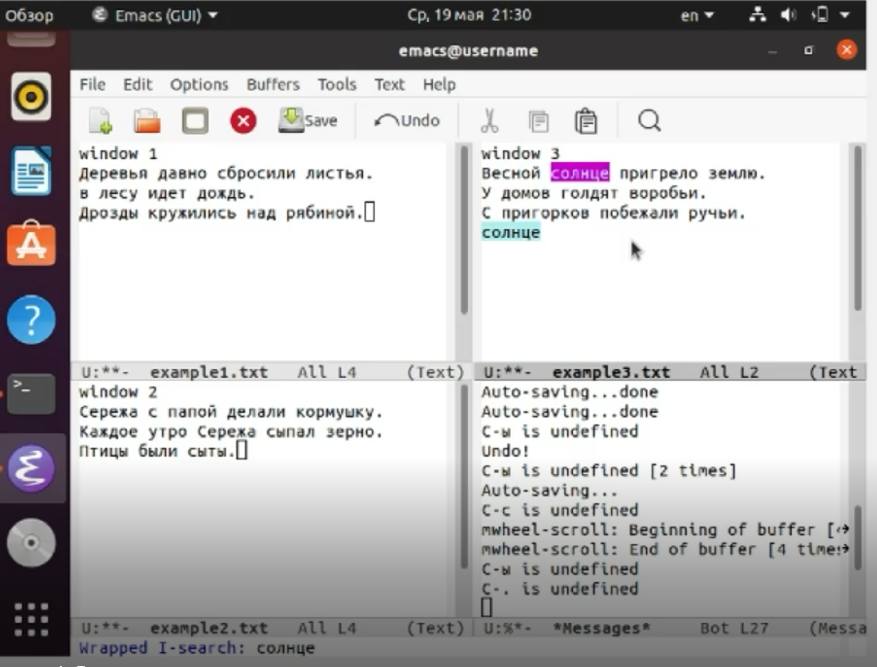 Обзор Emacs (GUI) Ср, 19 мая 21:30 en
emacs@username
File Edit Options Buffers Tools Text Help
Save Undo
window 1
Деревья давно сбросили листья.
в лесу идет дождь.
Дрозды кружились над рябиной.
U:**- example1.txt All L4 (Text)
window 3
Весной солнце пригрело землю.
У домов голдят воробьи.
С пригорков побежали ручьи.
солнце
U:**- example3.txt All L2 (Text
window 2
Сережа с папой делали кормушку.
Каждое утро Сережа сыпал зерно.
Птицы были сыты.
U:**- example2.txt All L4 (Text)
Auto-saving...done
Auto-saving...done
C-ы is undefined
Undo!
C-ы is undefined [2 times]
Auto-saving...
C-c is undefined
mwheel-scroll: Beginning of buffer [4
mwheel-scroll: End of buffer [4 times
C-ы is undefined
C-. is undefined
U:%*- *Messages* Bot L27 (Messa
Wrapped I-search: солнце